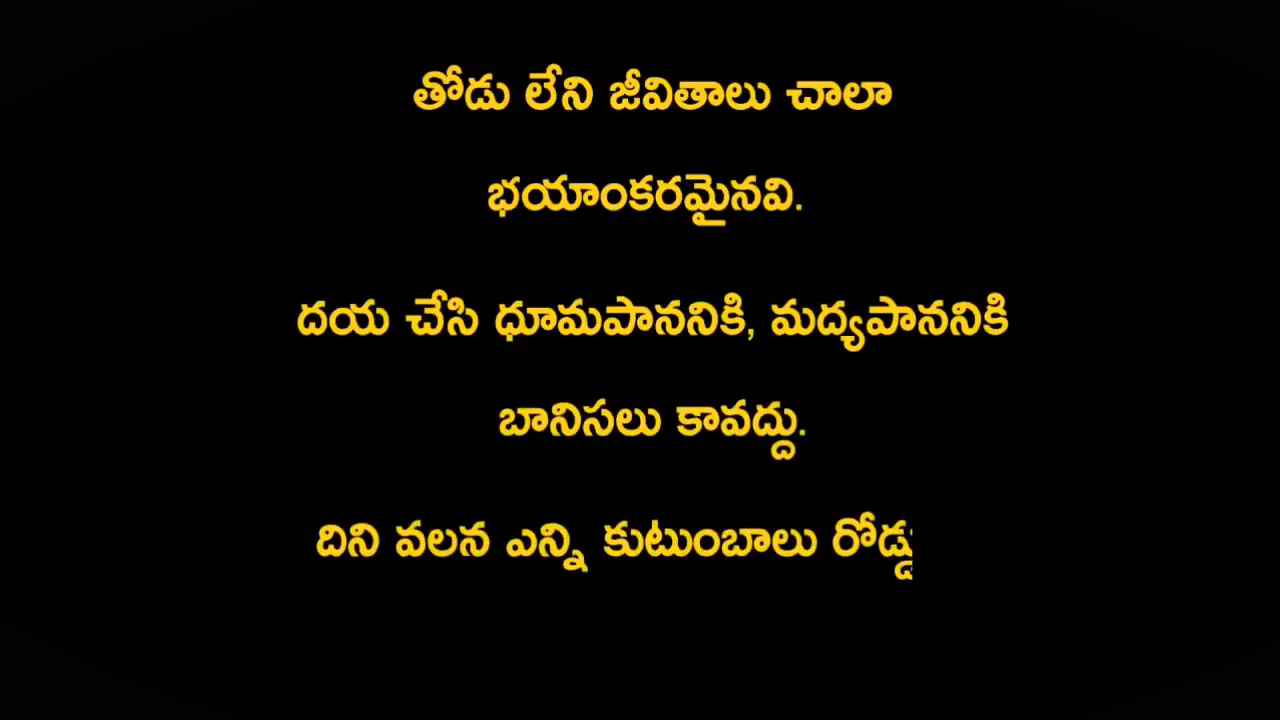 తోడు లేని జీవితాలు చాలా
భయాంకరమైనవి.
దయ చేసి ధూమపాననికి, మద్యపాననికి
బానిసలు కావద్దు.
దిని వలన ఎన్ని కుటుంబాలు